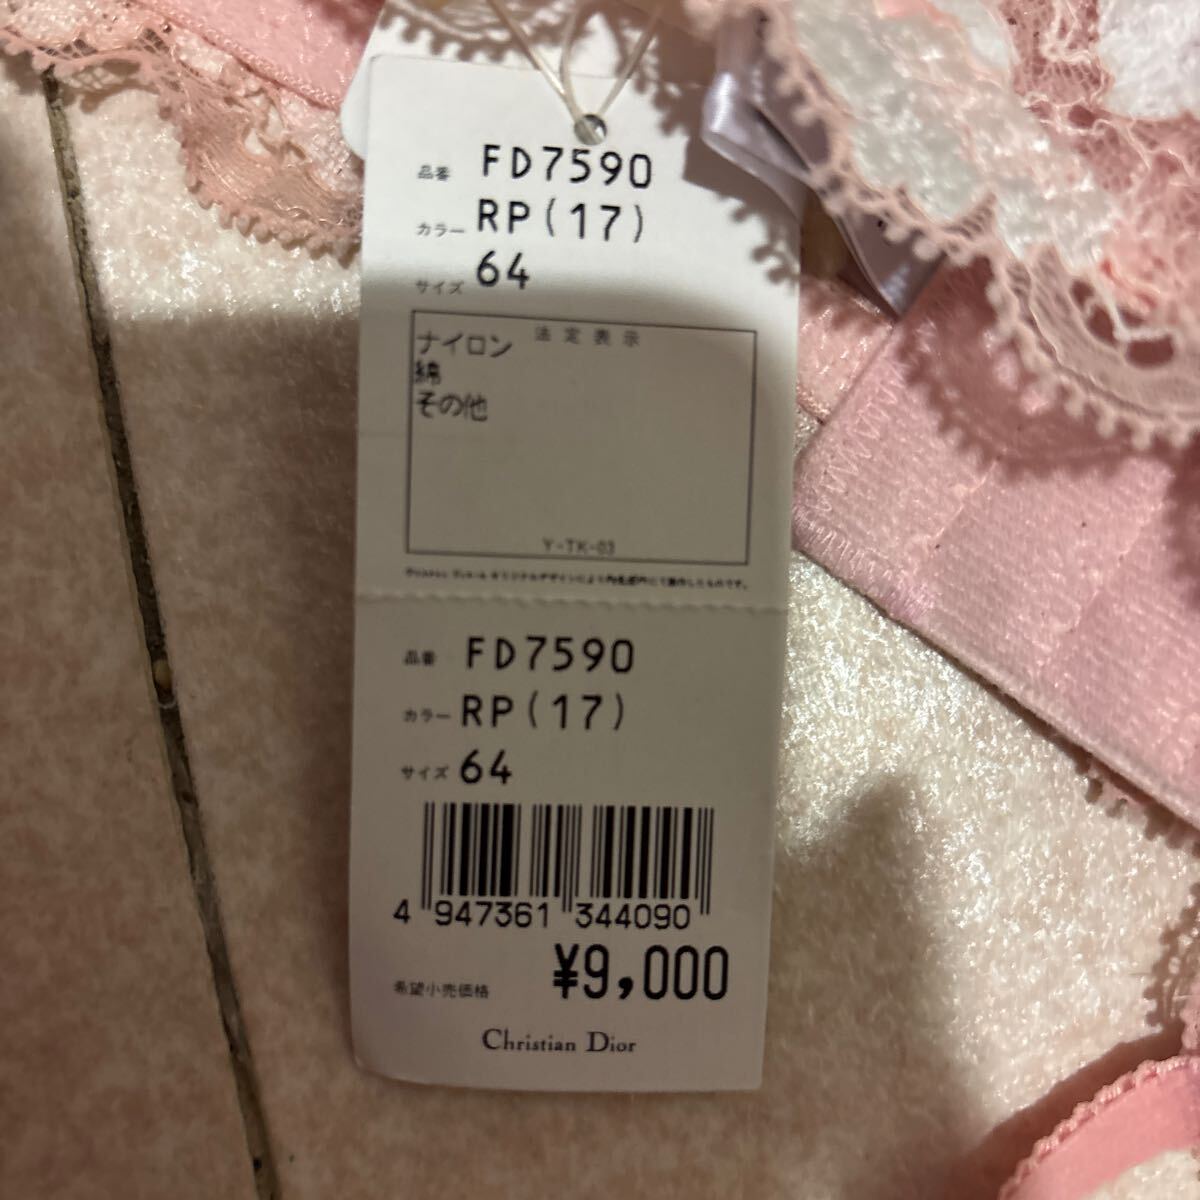 品番 FD7590
カラー RP(17)
サイズ 64
法定表示
ナイロン
綿
その他
Y-TK-03
品番 FD7590
カラー RP(17)
サイズ 64
4 947361 344090
希望小売価格 ¥9,000
Christian Dior